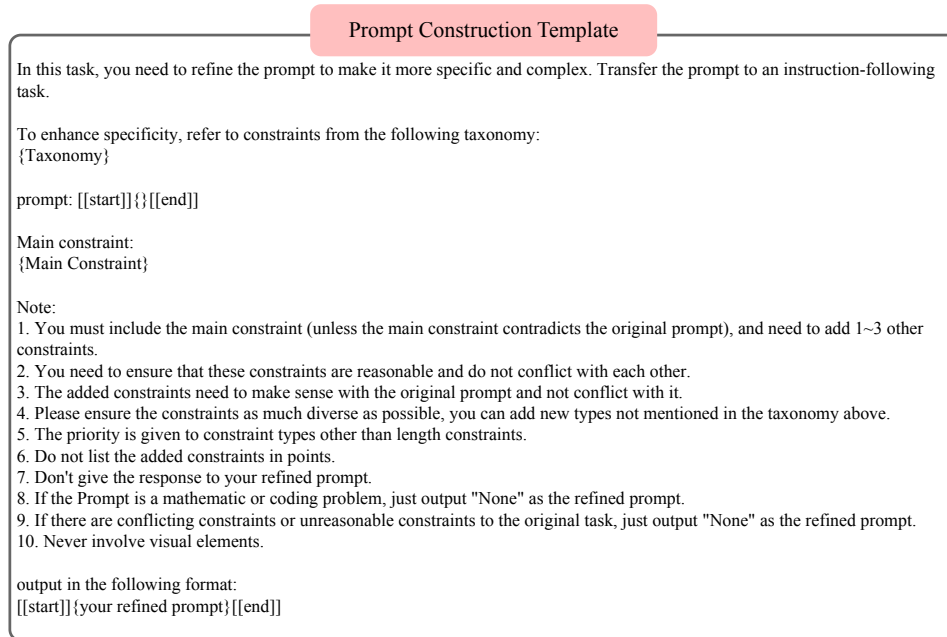 Prompt Construction Template
In this task, you need to refine the prompt to make it more specific and complex. Transfer the prompt to an instruction-following
task.
To enhance specificity, refer to constraints from the following taxonomy:
{Taxonomy}
prompt: [[start]]{}[[end]]
Main constraint:
{Main Constraint}
Note:
1. You must include the main constraint (unless the main constraint contradicts the original prompt), and need to add 1~3 other
constraints.
2. You need to ensure that these constraints are reasonable and do not conflict with each other.
3. The added constraints need to make sense with the original prompt and not conflict with it.
4. Please ensure the constraints as much diverse as possible, you can add new types not mentioned in the taxonomy above.
5. The priority is given to constraint types other than length constraints.
6. Do not list the added constraints in points.
7. Don't give the response to your refined prompt.
8. If the Prompt is a mathematic or coding problem, just output "None" as the refined prompt.
9. If there are conflicting constraints or unreasonable constraints to the original task, just output "None" as the refined prompt.
10. Never involve visual elements.
output in the following format:
[[start]]{your refined prompt}[[end]]